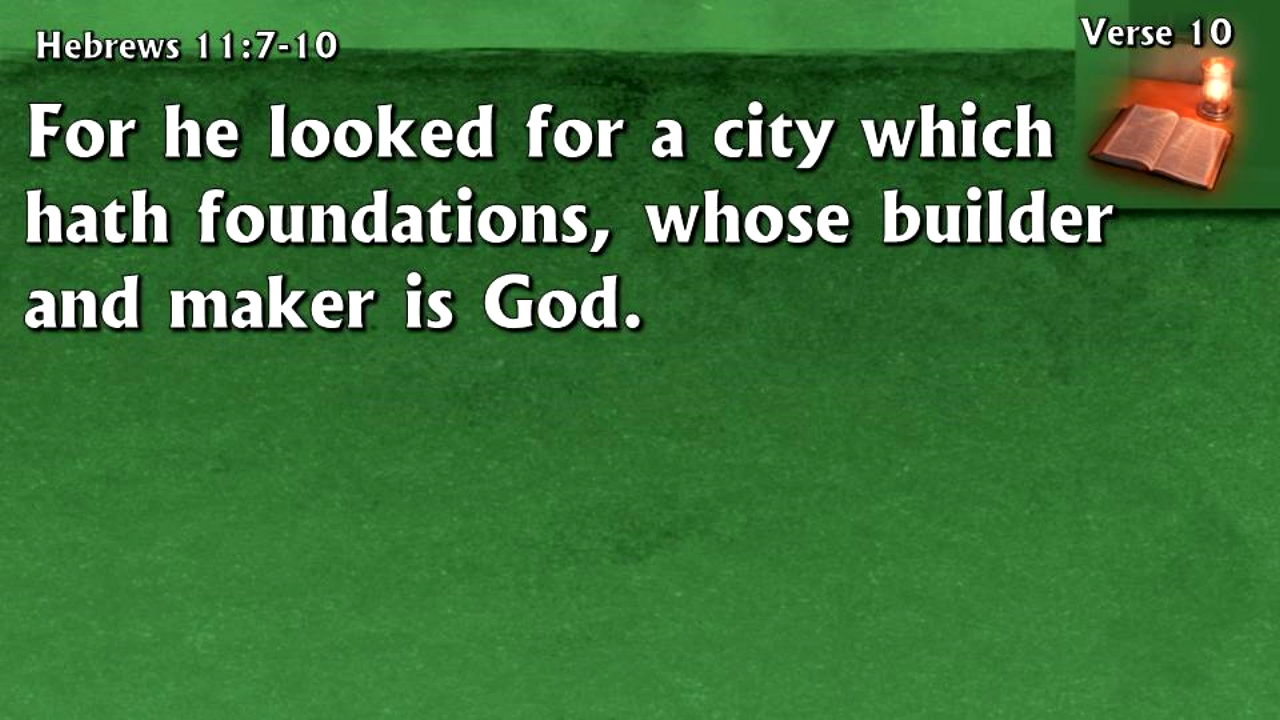 Hebrews 11:7-10
Verse 10
For he looked for a city which
hath foundations, whose builder
and maker is God.